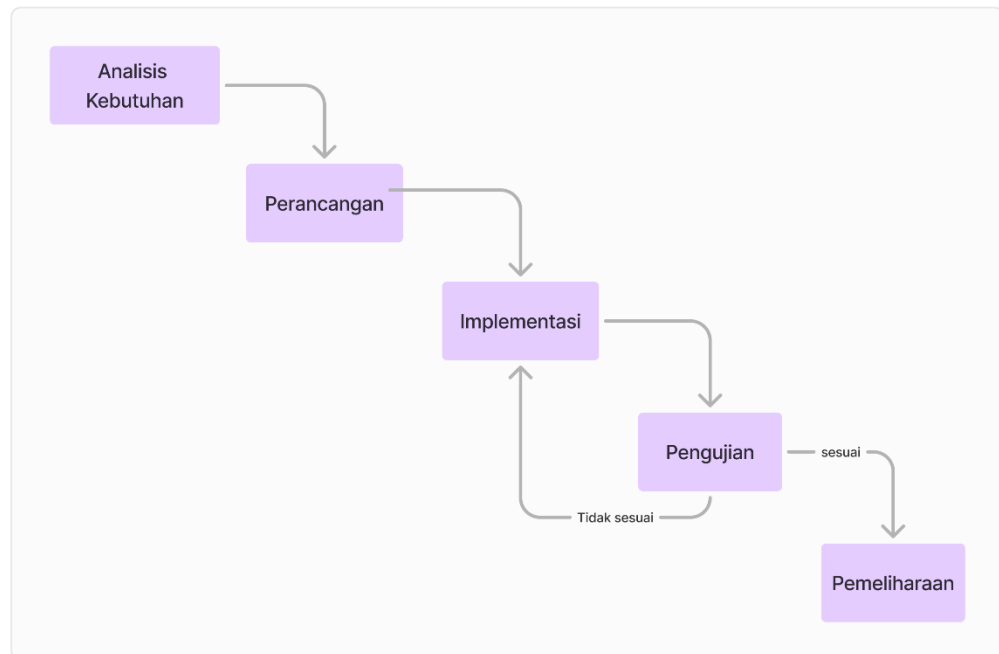 Analisis
Kebutuhan
Perancangan
Implementasi
Pengujian
sesuai
Tidak sesuai
Pemeliharaan